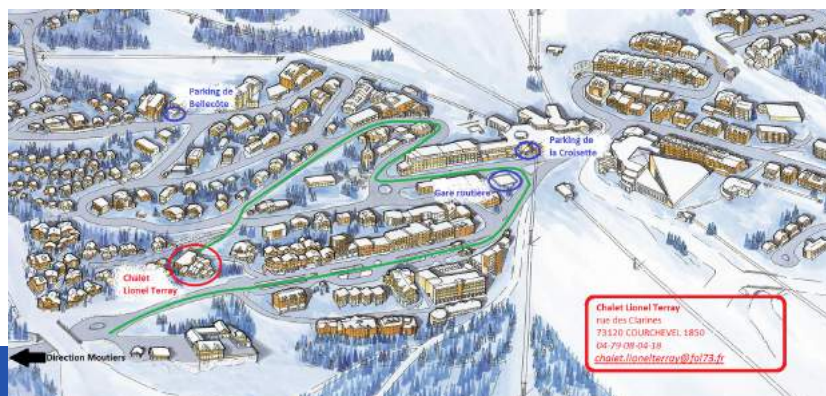 Parking de
Bellecôte
Parking de
la Croisette
Gare routière
Chalet
Lionel Terray
Chalet Lionel Terray
rue des Clarines
73120 COURCHEVEL 1850
04-79-08-04-18
chalet.lionelterray@fol73.fr
Direction Moutiers